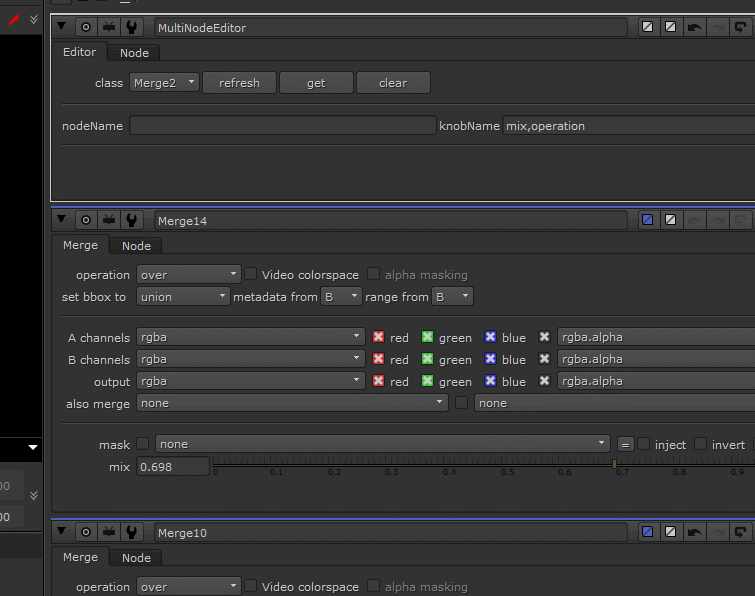 MultiNodeEditor
Editor Node
class Merge2 refresh get clear
nodeName knobName mix,operation
Merge14
Merge Node
operation over Video colorspace alpha masking
set bbox to union metadata from B range from B
A channels rgba red green blue rgba.alpha
B channels rgba red green blue rgba.alpha
output rgba red green blue rgba.alpha
also merge none none
mask none = inject invert
mix 0.698 0 0.1 0.2 0.3 0.4 0.5 0.6 0.7 0.8 0.9
00
00
Merge10
Merge Node
operation over Video colorspace alpha masking